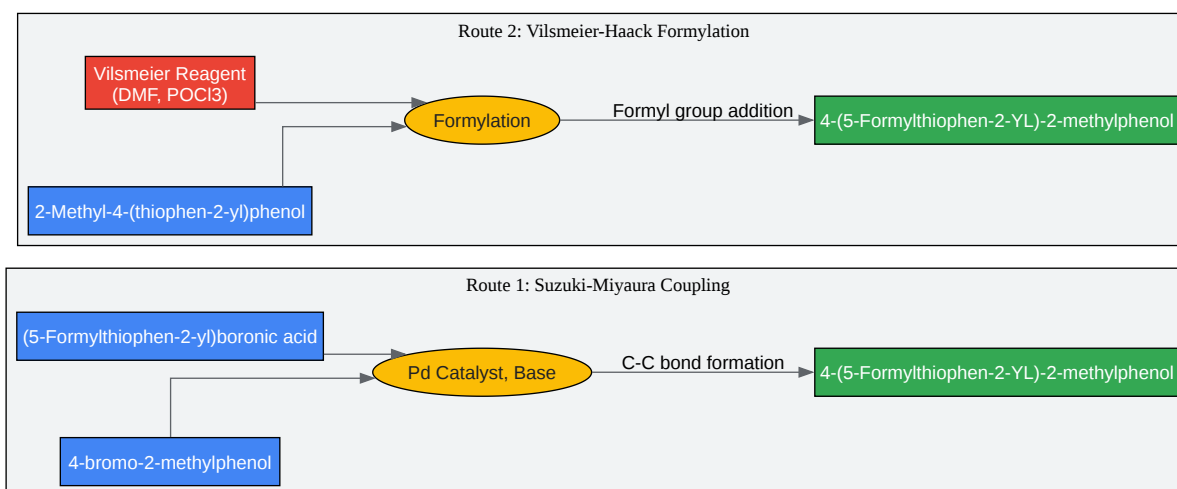 Route 2: Vilsmeier-Haack Formylation
Vilsmeier Reagent
(DMF, POCl3)
Formylation
Formyl group addition
4-(5-Formylthiophen-2-YL)-2-methylphenol
2-Methyl-4-(thiophen-2-yl)phenol
Route 1: Suzuki-Miyaura Coupling
(5-Formylthiophen-2-yl)boronic acid
Pd Catalyst, Base
C-C bond formation
4-(5-Formylthiophen-2-YL)-2-methylphenol
4-bromo-2-methylphenol